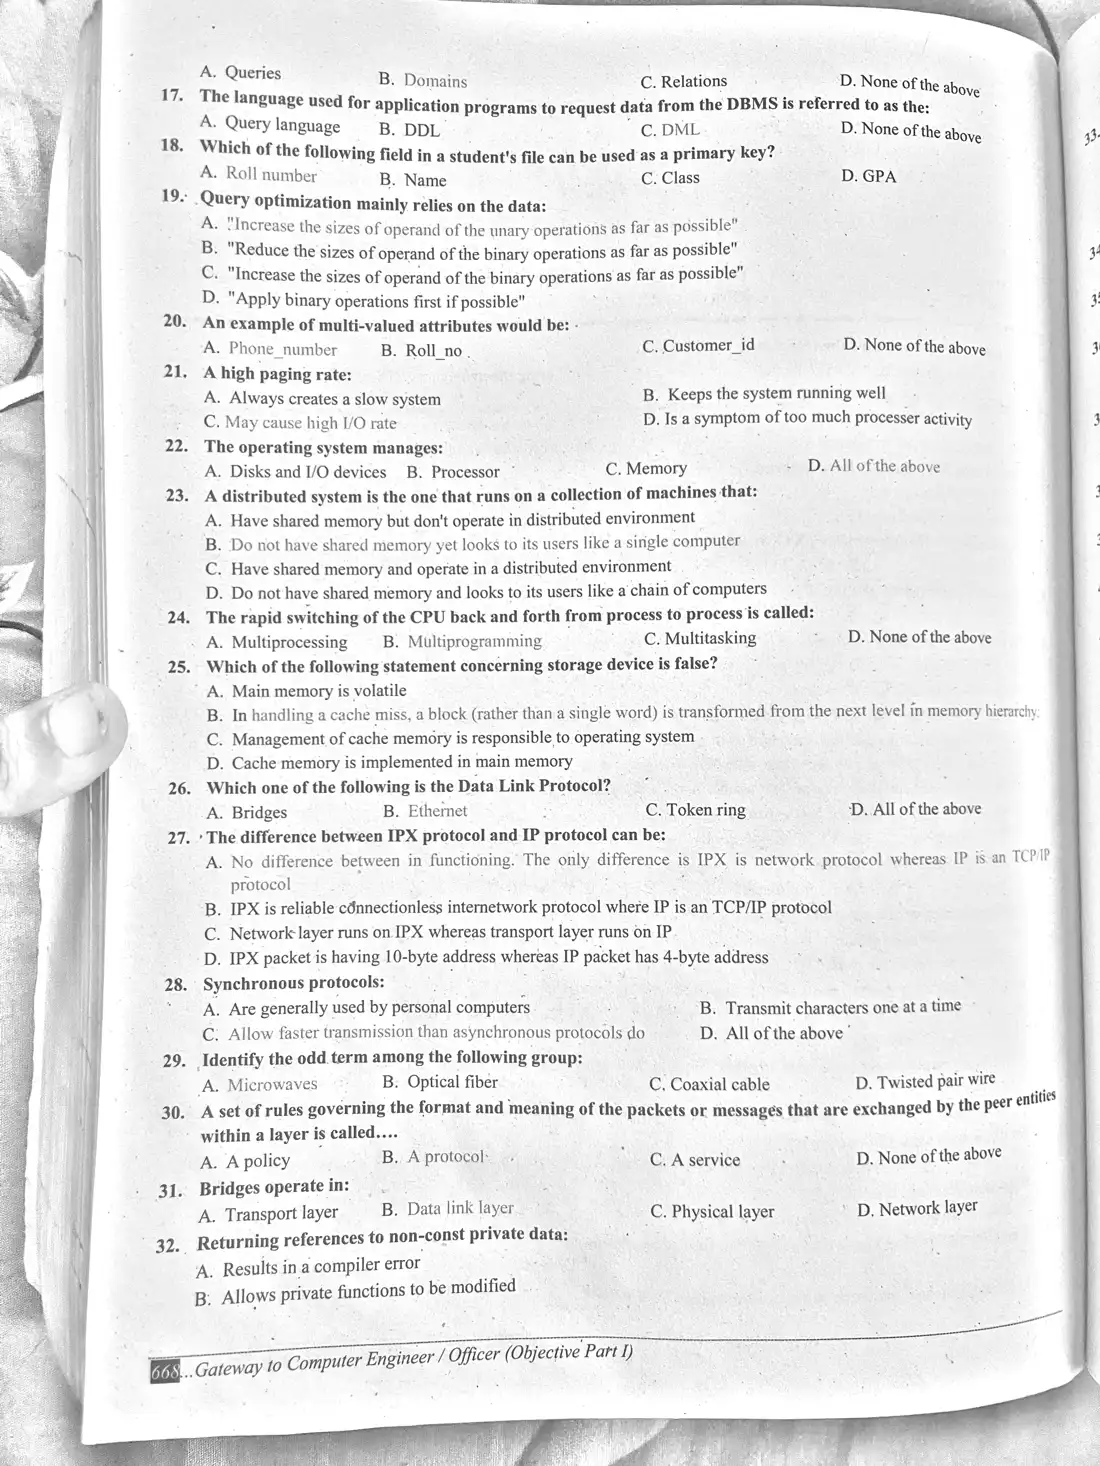 A. Queries B. Domains C. Relations D. None of the above
17. The language used for application programs to request data from the DBMS is referred to as the:
A. Query language B. DDL C. DML D. None of the above
18. Which of the following field in a student's file can be used as a primary key?
A. Roll number B. Name C. Class D. GPA
19. Query optimization mainly relies on the data:
A. "Increase the sizes of operand of the unary operations as far as possible"
B. "Reduce the sizes of operand of the binary operations as far as possible"
C. "Increase the sizes of operand of the binary operations as far as possible"
D. "Apply binary operations first if possible"
20. An example of multi-valued attributes would be:
A. Phone_number B. Roll_no C. Customer_id D. None of the above
21. A high paging rate:
A. Always creates a slow system B. Keeps the system running well
C. May cause high I/O rate D. Is a symptom of too much processer activity
22. The operating system manages:
A. Disks and I/O devices B. Processor C. Memory D. All of the above
23. A distributed system is the one that runs on a collection of machines that:
A. Have shared memory but don't operate in distributed environment
B. Do not have shared memory yet looks to its users like a single computer
C. Have shared memory and operate in a distributed environment
D. Do not have shared memory and looks to its users like a chain of computers
24. The rapid switching of the CPU back and forth from process to process is called:
A. Multiprocessing B. Multiprogramming C. Multitasking D. None of the above
25. Which of the following statement concerning storage device is false?
A. Main memory is volatile
B. In handling a cache miss, a block (rather than a single word) is transformed from the next level in memory hierarchy.
C. Management of cache memory is responsible to operating system
D. Cache memory is implemented in main memory
26. Which one of the following is the Data Link Protocol?
A. Bridges B. Ethernet C. Token ring D. All of the above
27. The difference between IPX protocol and IP protocol can be:
A. No difference between in functioning. The only difference is IPX is network protocol whereas IP is an TCP/IP
protocol
B. IPX is reliable connectionless internetwork protocol where IP is an TCP/IP protocol
C. Network layer runs on IPX whereas transport layer runs on IP
D. IPX packet is having 10-byte address whereas IP packet has 4-byte address
28. Synchronous protocols:
A. Are generally used by personal computers B. Transmit characters one at a time
C. Allow faster transmission than asynchronous protocols do D. All of the above
29. Identify the odd term among the following group:
A. Microwaves B. Optical fiber C. Coaxial cable D. Twisted pair wire
30. A set of rules governing the format and meaning of the packets or messages that are exchanged by the peer entities
within a layer is called....
A. A policy B. A protocol C. A service D. None of the above
31. Bridges operate in:
A. Transport layer B. Data link layer C. Physical layer D. Network layer
32. Returning references to non-const private data:
A. Results in a compiler error
B. Allows private functions to be modified
668...Gateway to Computer Engineer / Officer (Objective Part I)